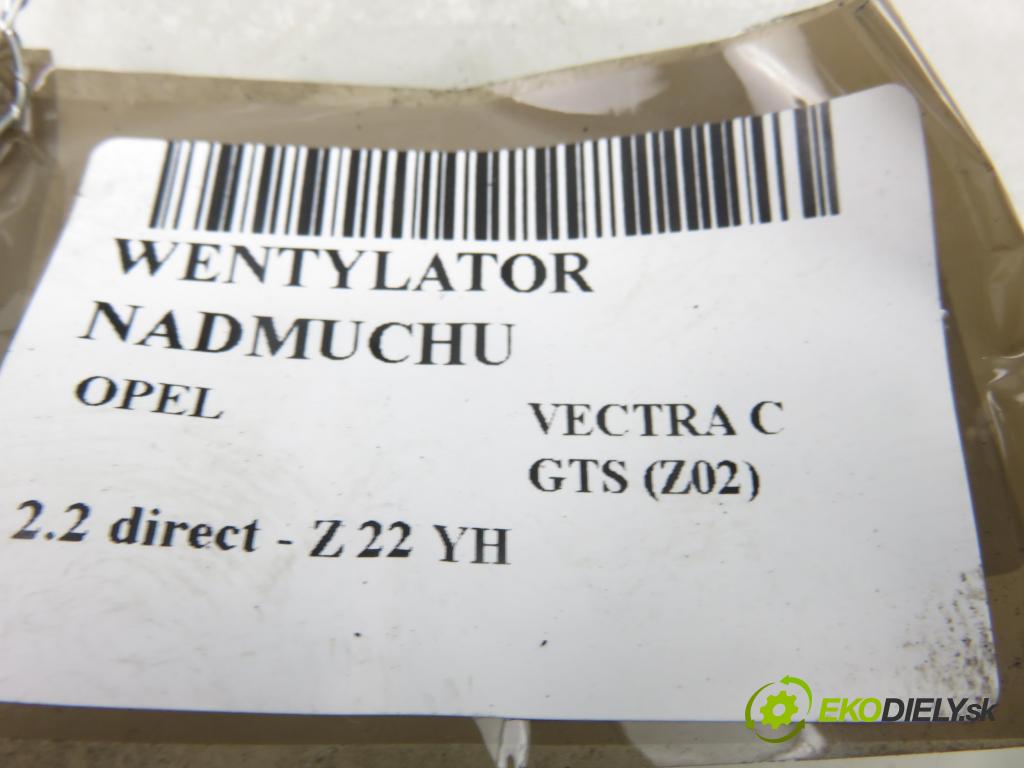 WENTYLATOR
NADMUCHU
OPEL
VECTRA C
GTS (Z02)
2.2 direct - Z 22 YH
EKODIELY.sk